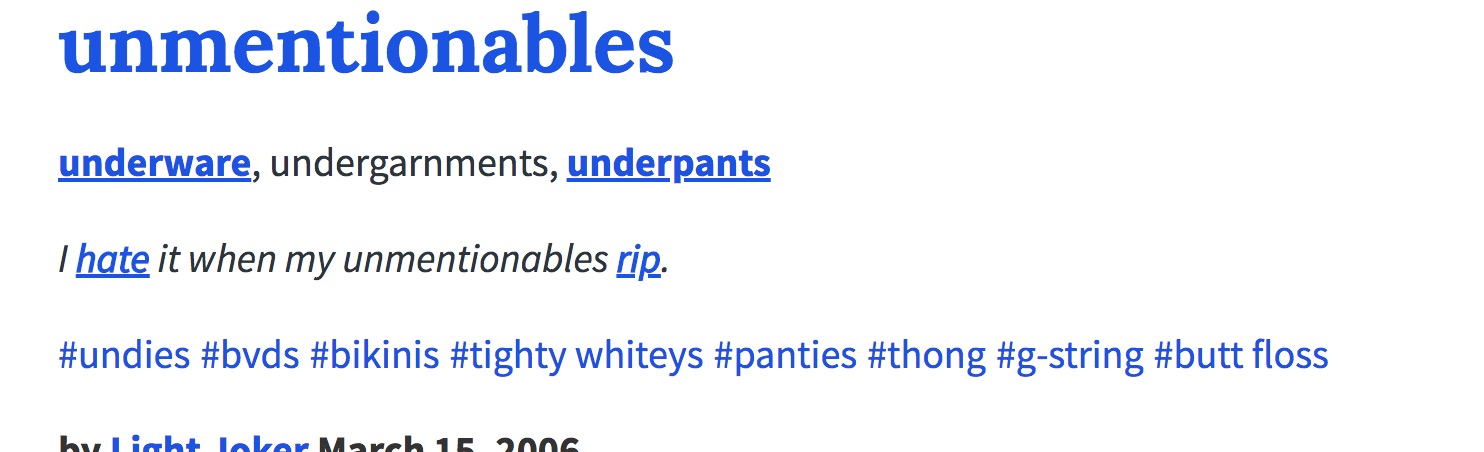 unmentionables
underware, undergarnments, underpants
I hate it when my unmentionables rip.
#undies #bvds #bikinis #tighty whiteys #panties #thong #g-string #butt floss
by Light Joker March 15, 2006